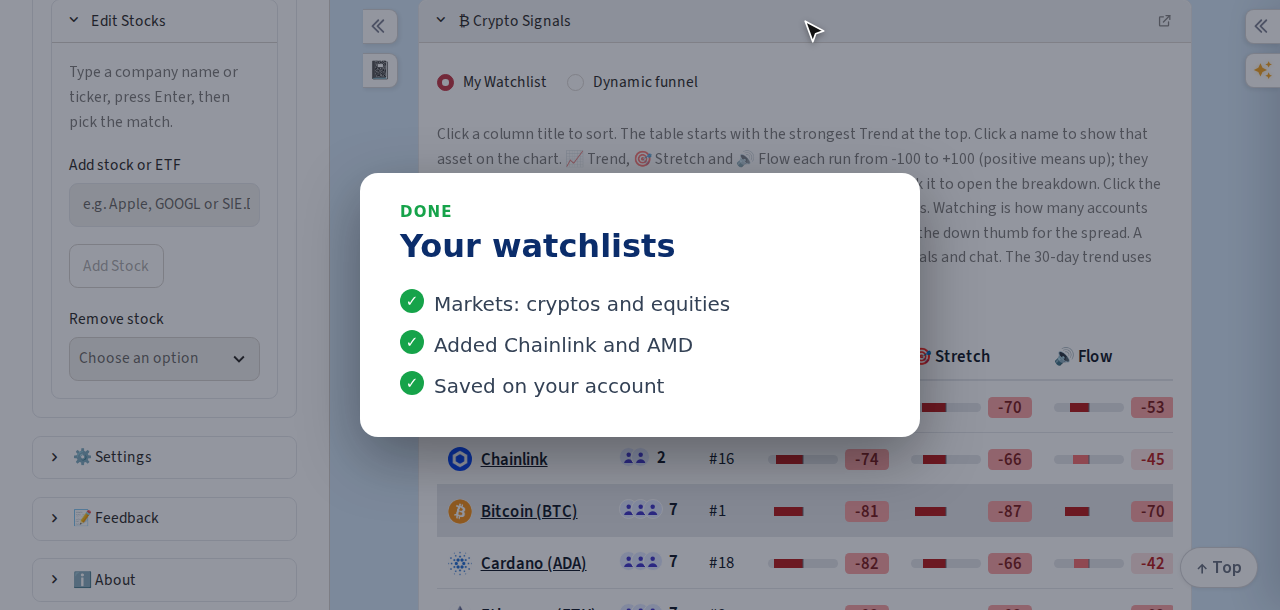 Edit Stocks
Type a company name or
ticker, press Enter, then
pick the match.
Add stock or ETF
e.g. Apple, GOOGL or SIE.
Add Stock
Remove stock
Choose an option
⚙️ Settings
📝 Feedback
ℹ️ About
₿ Crypto Signals
My Watchlist
Dynamic funnel
Click a column title to sort. The table starts with the strongest Trend at the top. Click a name to show that
asset on the chart. 📈 Trend, 🎯 Stretch and 🔊 Flow each run from -100 to +100 (positive means up); they
it to open the breakdown. Click the
Watching is how many accounts
the down thumb for the spread. A
and chat. The 30-day trend uses
DONE
Your watchlists
✓ Markets: cryptos and equities
✓ Added Chainlink and AMD
✓ Saved on your account
🎯 Stretch 🔊 Flow
-70 -53
Chainlink 2 #16 -74 -66 -45
Bitcoin (BTC) 7 #1 -81 -87 -70
Cardano (ADA) 7 #18 -82 -66 -42
↑ Top